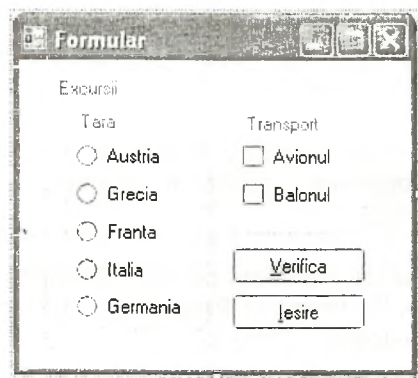 Formular
Excursii
Tara
Transport
Austria
Avionul
Grecia
Balonul
Franta
Italia
Verifica
Germania
Iesire